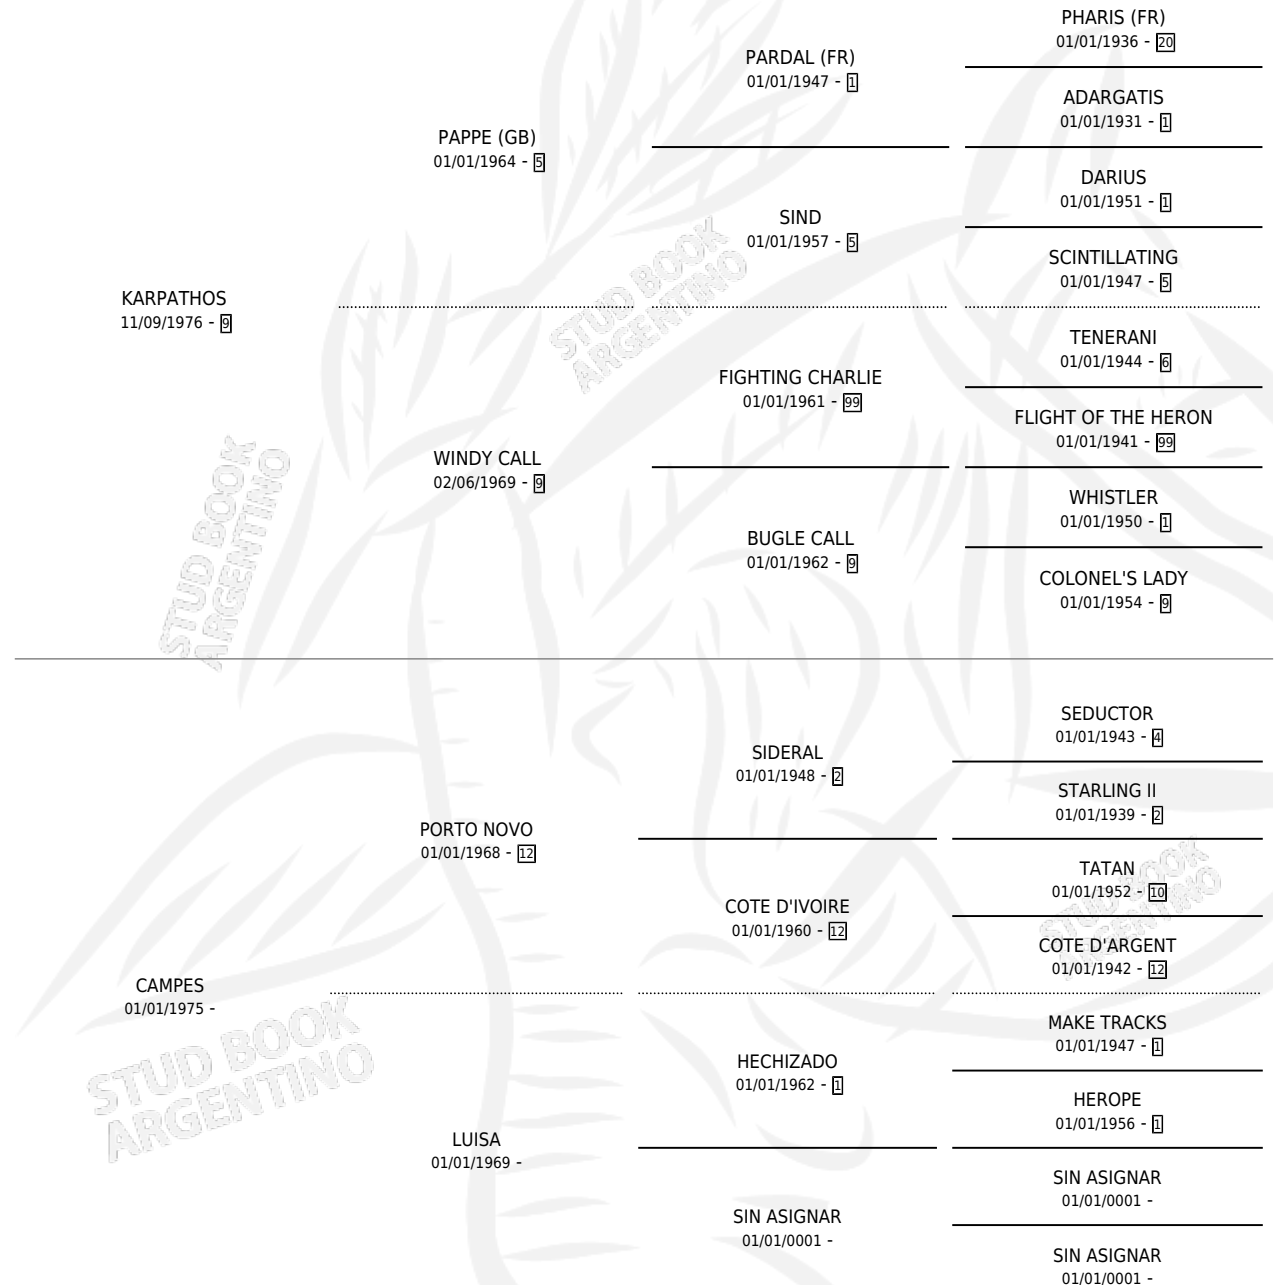 PHARIS (FR)
01/01/1936 - 20
PARDAL (FR)
01/01/1947 - 1
ADARGATIS
01/01/1931 - 1
PAPPE (GB)
01/01/1964 - 5
DARIUS
01/01/1951 - 1
SIND
01/01/1957 - 5
SCINTILLATING
01/01/1947 - 5
KARPATHOS
11/09/1976 - 9
TENERANI
01/01/1944 - 6
FIGHTING CHARLIE
01/01/1961 - 99
FLIGHT OF THE HERON
01/01/1941 - 99
WINDY CALL
02/06/1969 - 9
WHISTLER
01/01/1950 - 1
BUGLE CALL
01/01/1962 - 9
COLONEL'S LADY
01/01/1954 - 9
STUD BOOK
ARGENTINO
STUD BOOK
ARGENTINO
SEDUCTOR
01/01/1943 - 4
SIDERAL
01/01/1948 - 2
STARLING II
01/01/1939 - 2
PORTO NOVO
01/01/1968 - 12
TATAN
01/01/1952 - 10
COTE D'IVOIRE
01/01/1960 - 12
COTE D'ARGENT
01/01/1942 - 12
STUD BOOK
ARGENTINO
CAMPES
01/01/1975 -
MAKE TRACKS
01/01/1947 - 1
HECHIZADO
01/01/1962 - 1
HEROPE
01/01/1956 - 1
STUD BOOK
ARGENTINO
LUISA
01/01/1969 -
SIN ASIGNAR
01/01/0001 -
SIN ASIGNAR
01/01/0001 -
SIN ASIGNAR
01/01/0001 -